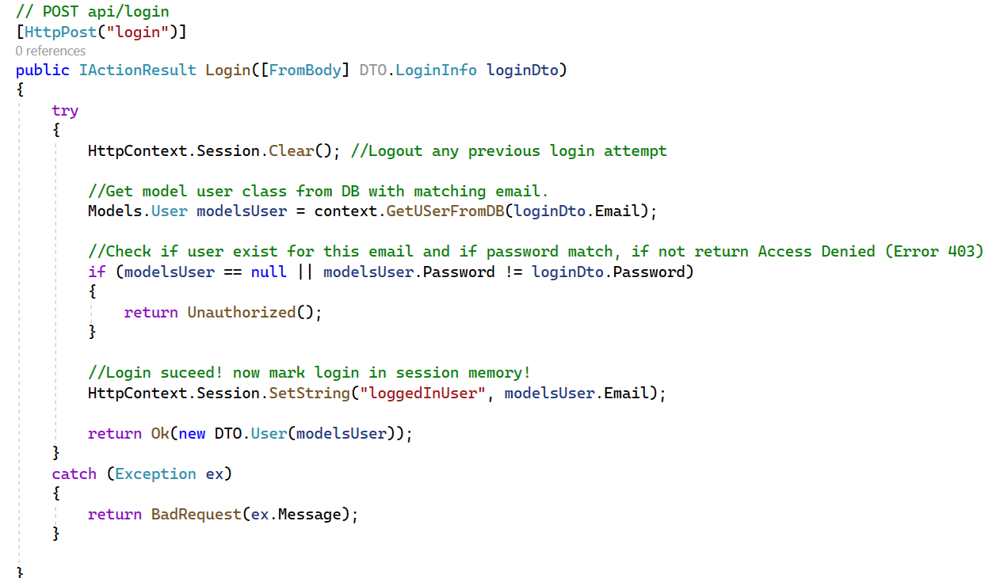 // POST api/login
[HttpPost("login")]
0 references
public IActionResult Login([FromBody] DTO.LoginInfo loginDto)
{
try
{
HttpContext.Session.Clear(); //Logout any previous login attempt
//Get model user class from DB with matching email.
Models.User modelsUser = context.GetUSerFromDB(loginDto.Email);
//Check if user exist for this email and if password match, if not return Access Denied (Error 403)
if (modelsUser == null || modelsUser.Password != loginDto.Password)
{
return Unauthorized();
}
//Login suceed! now mark login in session memory!
HttpContext.Session.SetString("loggedInUser", modelsUser.Email);
return Ok(new DTO.User(modelsUser));
}
catch (Exception ex)
{
return BadRequest(ex.Message);
}
}